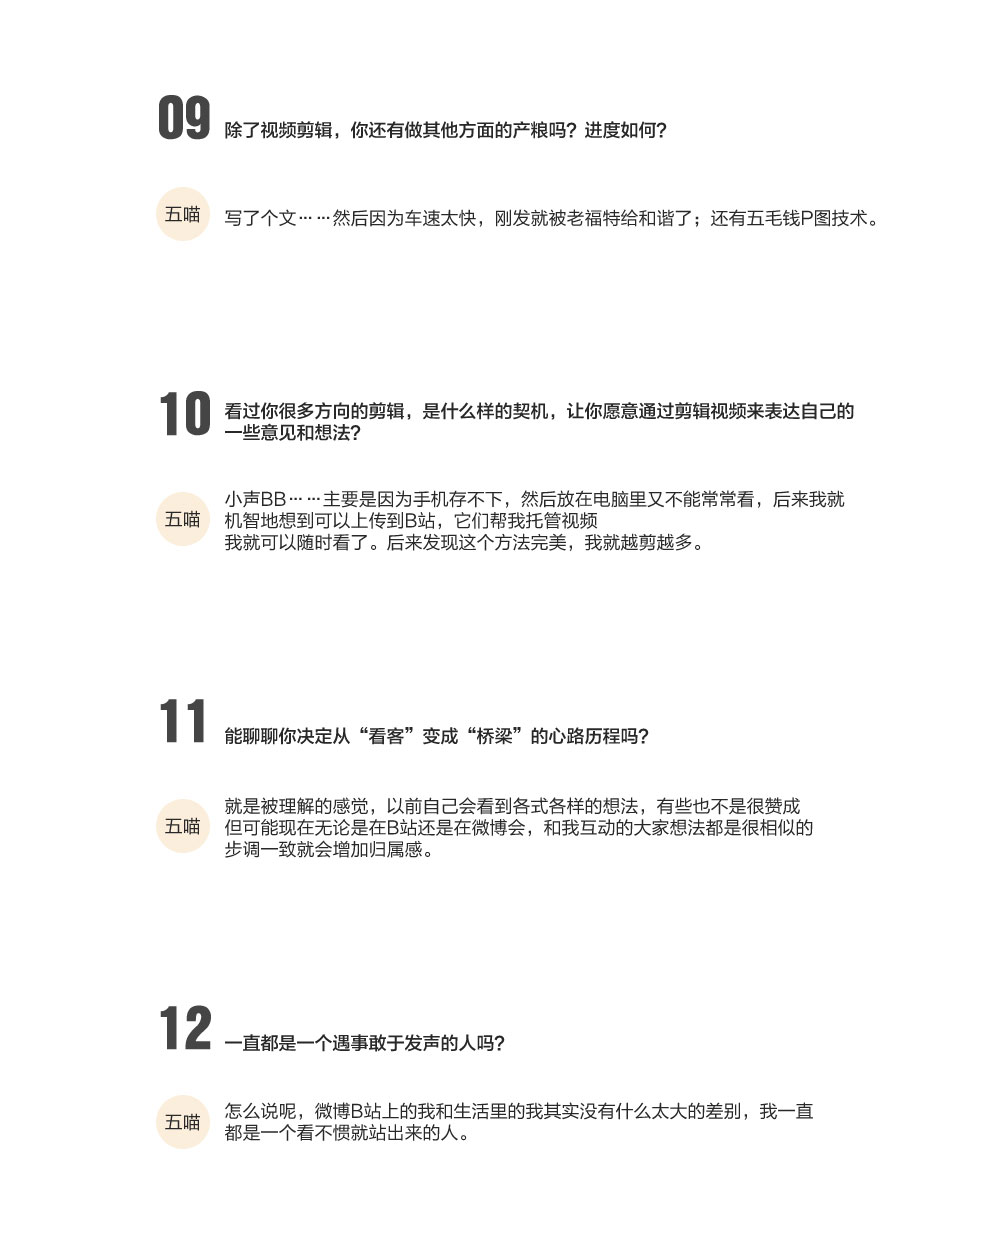 09
除了视频剪辑，你还有做其他方面的产粮吗？进度如何？
五喵
写了个文……然后因为车速太快，刚发就被老福特给和谐了；还有五毛钱P图技术。
10
看过你很多方向的剪辑，是什么样的契机，让你愿意通过剪辑视频来表达自己的
一些意见和想法？
五喵
小声BB……主要是因为手机存不下，然后放在电脑里又不能常常看，后来我就
机智地想到可以上传到B站，它们帮我托管视频
我就可以随时看了。后来发现这个方法完美，我就越剪越多。
11
能聊聊你决定从“看客”变成“桥梁”的心路历程吗？
五喵
就是被理解的感觉，以前自己会看到各式各样的想法，有些也不是很赞成
但可能现在无论是在B站还是在微博会，和我互动的大家想法都是很相似的
步调一致就会增加归属感。
12
一直都是一个遇事敢于发声的人吗？
五喵
怎么说呢，微博B站上的我和生活里的我其实没有什么太大的差别，我一直
都是一个看不惯就站出来的人。